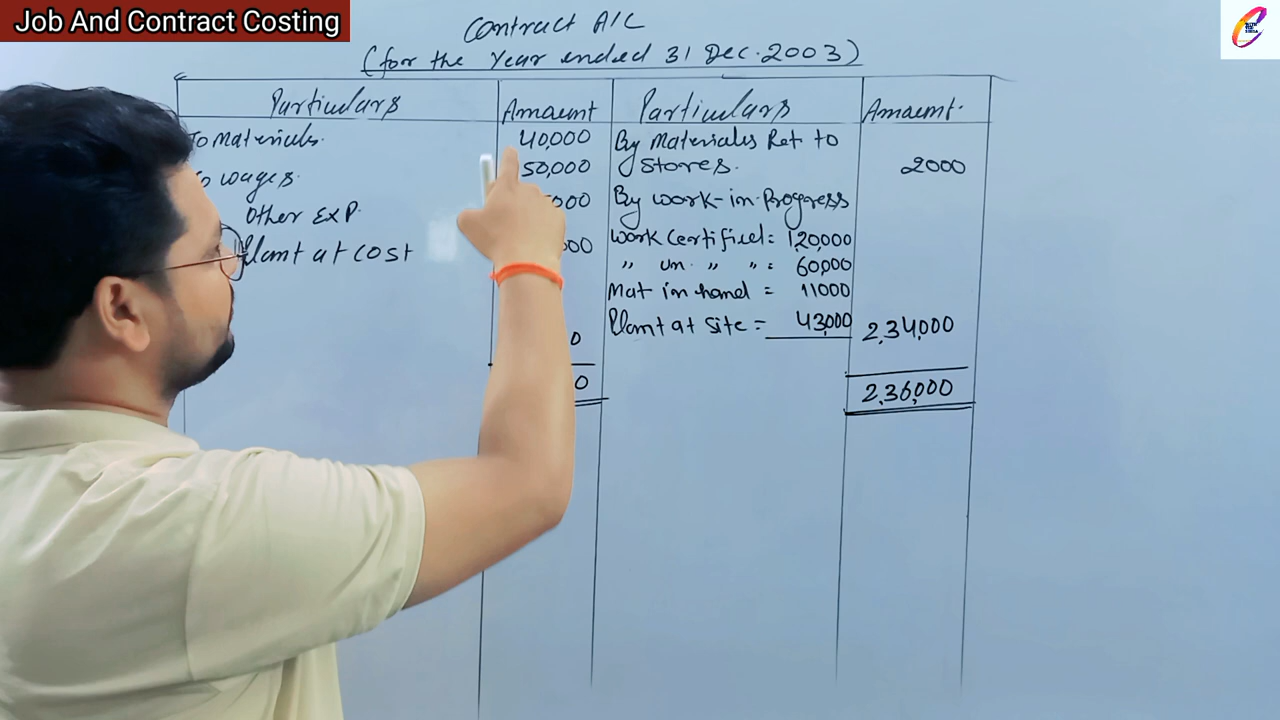 Job And Contract Costing
Contract A/C
(for the Year ended 31 Dec. 2003)
Particulars Amount Particulars Amount
To Materials. 40,000 By Materials Ret to
Stores. 2000
wages. 50,000
Other EXP. By work-in-Progress
Plant at cost
Work Certified = 1,20,000
" un " " = 60,000
Mat in hand = 11000
Plant at site = 43,000 2,34,000
2,36,000